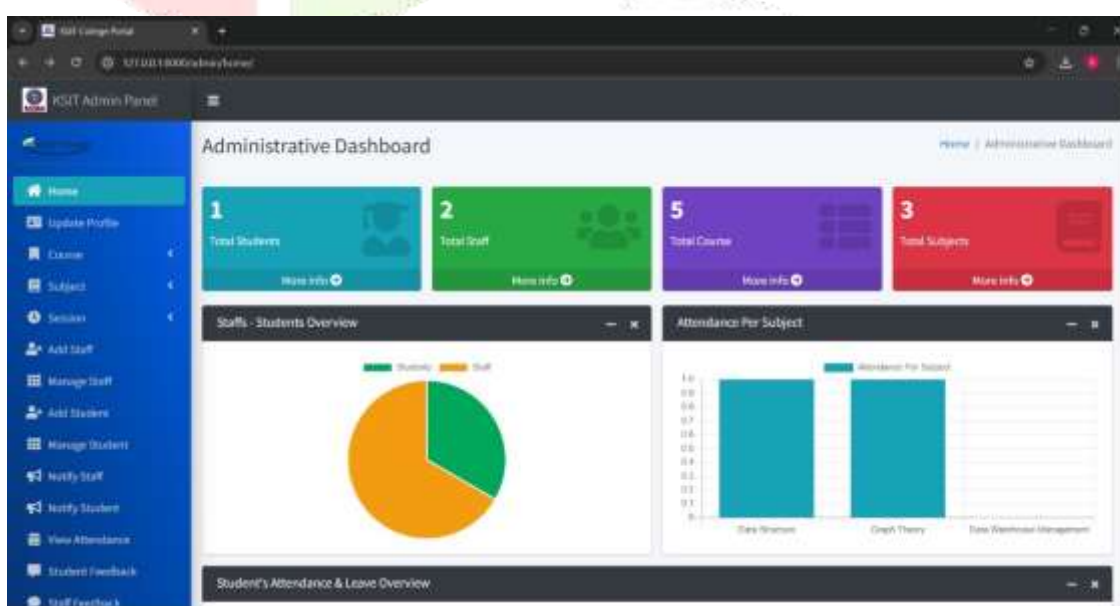 KSIT College Portal
KSIT Admin Panel
Administrative Dashboard
Home / Administrative Dashboard
Home
Update Profile
Course
Subject
Session
Add Staff
Manage Staff
Add Student
Manage Student
Notify Staff
Notify Student
View Attendance
Student Feedback
Staff Feedback
1
Total Students
More info
2
Total Staff
More info
5
Total Course
More info
3
Total Subjects
More info
Staffs - Students Overview
Students Staff
Attendance Per Subject
Attendance Per Subject
1.0
0.9
0.8
0.7
0.6
0.5
0.4
0.2
0.1
0
Data Structure Graph Theory Data Warehouse Management
Student's Attendance & Leave Overview